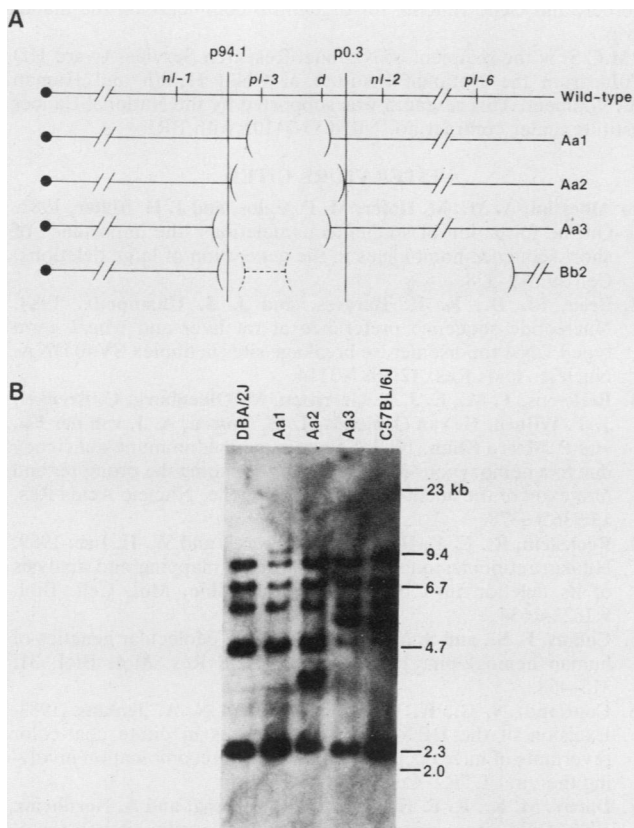 A
p94.1 p0.3
nl-1 pl-3 nl-2 pl-6
Wild-type
Aa1
Aa2
Aa3
Bb2
B
DBA/2J
Aa1
Aa2
Aa3
C57BL/6J
23 kb
9.4
6.7
4.7
2.3
2.0